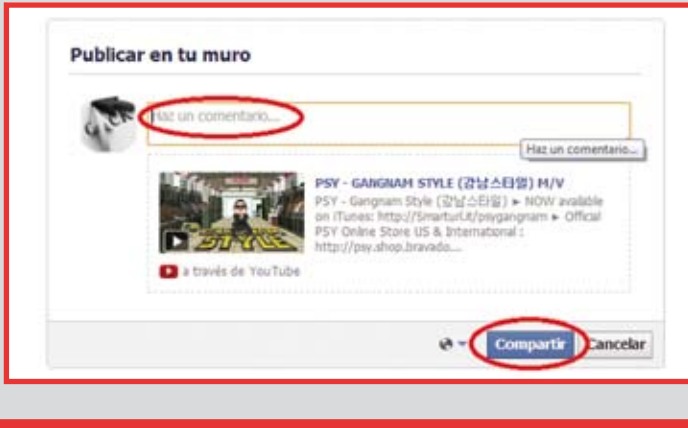 Publicar en tu muro
Haz un comentario...
Haz un comentario...
PSY - GANGNAM STYLE (강남스타일) M/V
PSY - Gangnam Style (강남스타일) ► NOW available
on iTunes: http://Smarturl.it/psygangnam ► Official
PSY Online Store US & International :
http://psy.shop.bravado....
STYLE
a través de YouTube
Compartir Cancelar